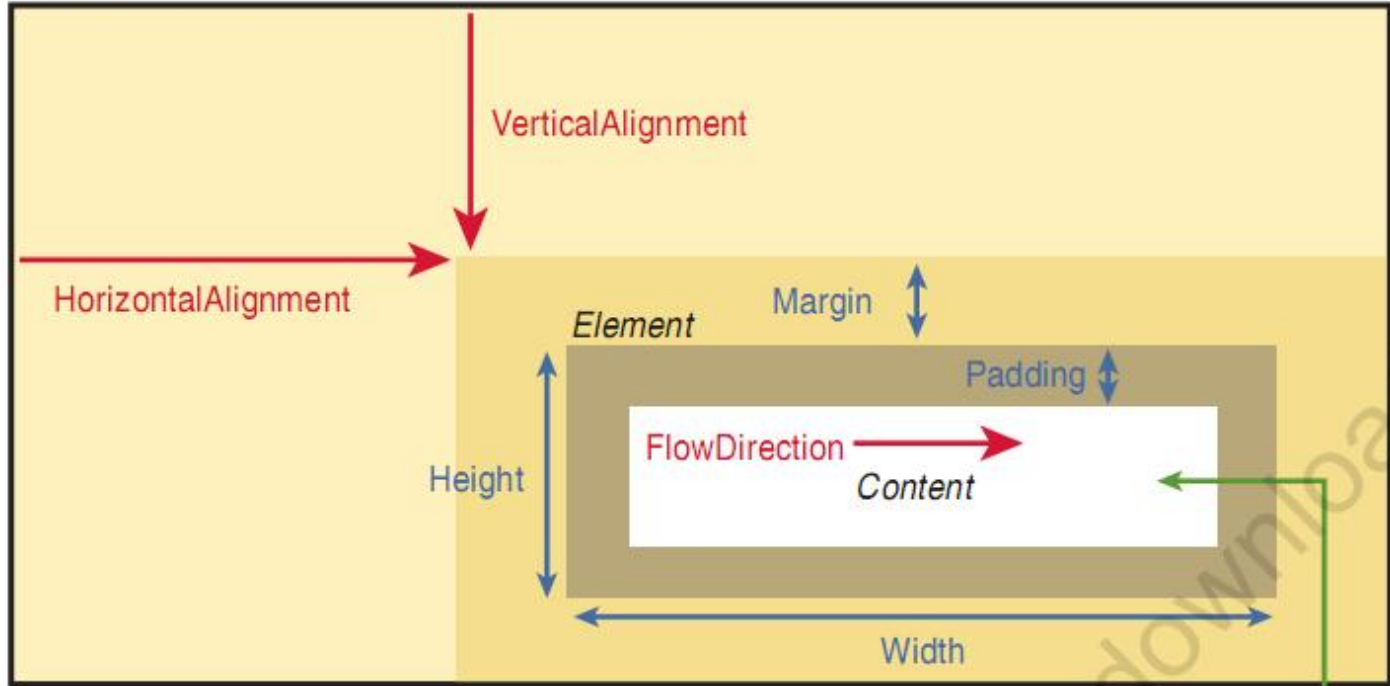 VerticalAlignment
HorizontalAlignment
Margin
Element
Padding
FlowDirection
Height
Content
Width